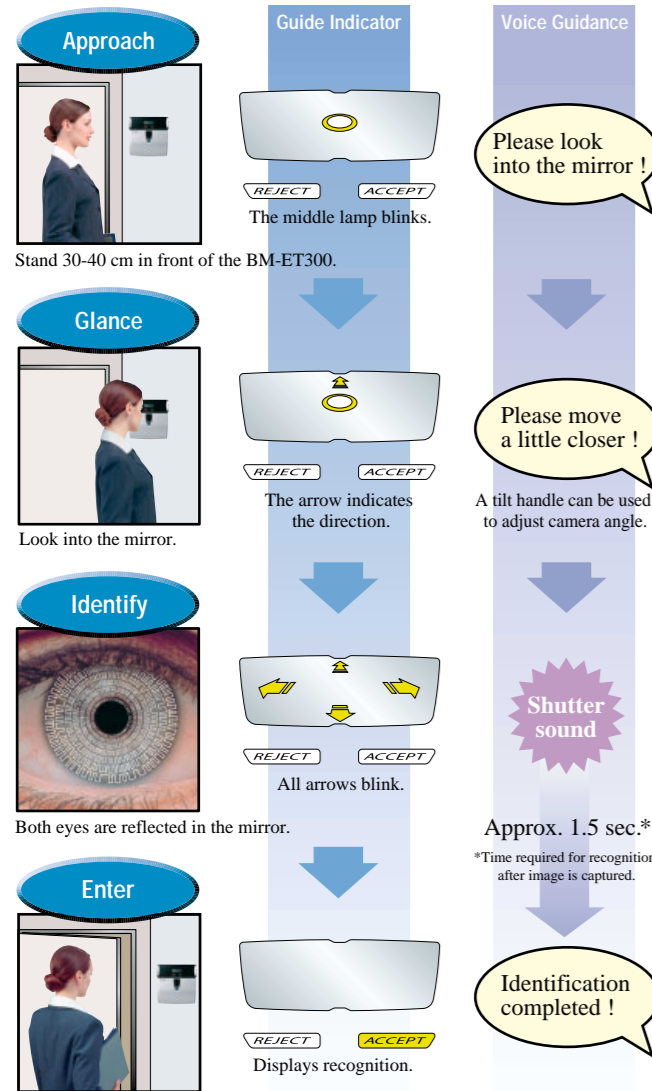 Guide Indicator
Voice Guidance
Approach
Please look
into the mirror !
REJECT
ACCEPT
The middle lamp blinks.
Stand 30-40 cm in front of the BM-ET300.
Glance
Please move
a little closer !
REJECT
ACCEPT
The arrow indicates
the direction.
A tilt handle can be used
to adjust camera angle.
Look into the mirror.
Identify
Shutter
sound
REJECT
ACCEPT
All arrows blink.
Both eyes are reflected in the mirror.
Approx. 1.5 sec.*
*Time required for recognition
after image is captured.
Enter
Identification
completed !
REJECT
ACCEPT
Displays recognition.